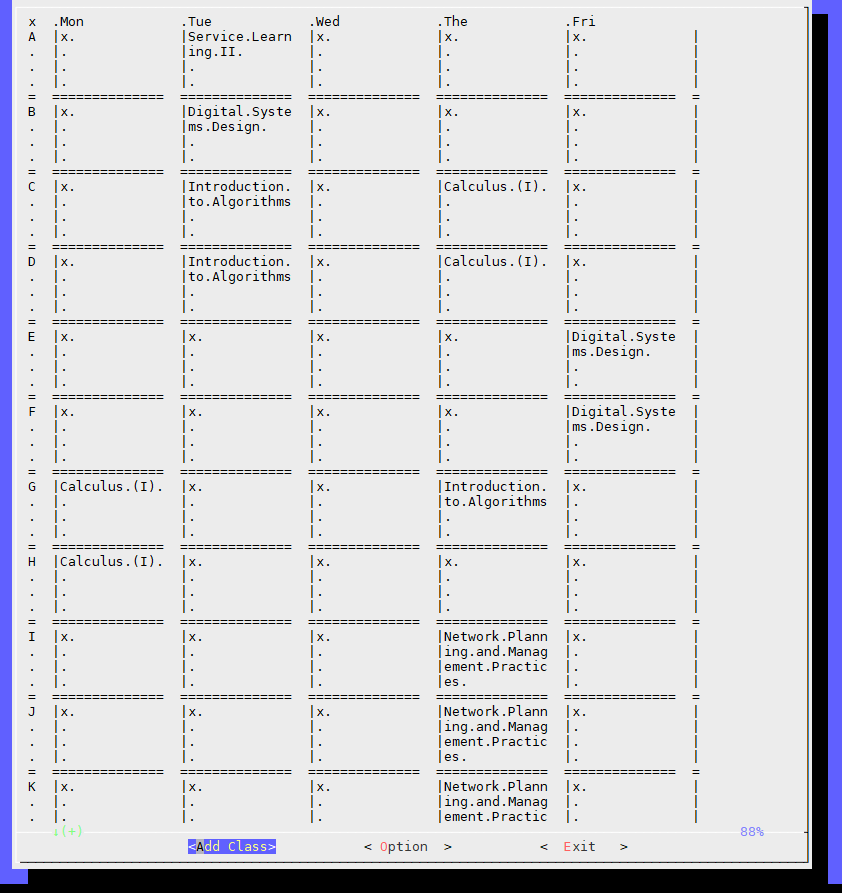 x  .Mon            .Tue            .Wed            .The            .Fri
A  |x.             |Service.Learn  |x.             |x.             |x.             |
.  |.              |ing.II.        |.              |.              |.              |
.  |.              |.              |.              |.              |.              |
.  |.              |.              |.              |.              |.              |
=  ==============  ==============  ==============  ==============  ==============  =
B  |x.             |Digital.Syste  |x.             |x.             |x.             |
.  |.              |ms.Design.     |.              |.              |.              |
.  |.              |.              |.              |.              |.              |
.  |.              |.              |.              |.              |.              |
=  ==============  ==============  ==============  ==============  ==============  =
C  |x.             |Introduction.  |x.             |Calculus.(I).  |x.             |
.  |.              |to.Algorithms  |.              |.              |.              |
.  |.              |.              |.              |.              |.              |
.  |.              |.              |.              |.              |.              |
=  ==============  ==============  ==============  ==============  ==============  =
D  |x.             |Introduction.  |x.             |Calculus.(I).  |x.             |
.  |.              |to.Algorithms  |.              |.              |.              |
.  |.              |.              |.              |.              |.              |
.  |.              |.              |.              |.              |.              |
=  ==============  ==============  ==============  ==============  ==============  =
E  |x.             |x.             |x.             |x.             |Digital.Syste  |
.  |.              |.              |.              |.              |ms.Design.     |
.  |.              |.              |.              |.              |.              |
.  |.              |.              |.              |.              |.              |
=  ==============  ==============  ==============  ==============  ==============  =
F  |x.             |x.             |x.             |x.             |Digital.Syste  |
.  |.              |.              |.              |.              |ms.Design.     |
.  |.              |.              |.              |.              |.              |
.  |.              |.              |.              |.              |.              |
=  ==============  ==============  ==============  ==============  ==============  =
G  |Calculus.(I).  |x.             |x.             |Introduction.  |x.             |
.  |.              |.              |.              |to.Algorithms  |.              |
.  |.              |.              |.              |.              |.              |
.  |.              |.              |.              |.              |.              |
=  ==============  ==============  ==============  ==============  ==============  =
H  |Calculus.(I).  |x.             |x.             |x.             |x.             |
.  |.              |.              |.              |.              |.              |
.  |.              |.              |.              |.              |.              |
.  |.              |.              |.              |.              |.              |
=  ==============  ==============  ==============  ==============  ==============  =
I  |x.             |x.             |x.             |Network.Plann  |x.             |
.  |.              |.              |.              |ing.and.Manag  |.              |
.  |.              |.              |.              |ement.Practic  |.              |
.  |.              |.              |.              |es.            |.              |
=  ==============  ==============  ==============  ==============  ==============  =
J  |x.             |x.             |x.             |Network.Plann  |x.             |
.  |.              |.              |.              |ing.and.Manag  |.              |
.  |.              |.              |.              |ement.Practic  |.              |
.  |.              |.              |.              |es.            |.              |
=  ==============  ==============  ==============  ==============  ==============  =
K  |x.             |x.             |x.             |Network.Plann  |x.             |
.  |.              |.              |.              |ing.and.Manag  |.              |
.  |.              |.              |.              |ement.Practic  |.              |
↓(+) 88%
<Add Class> < Option > < Exit >